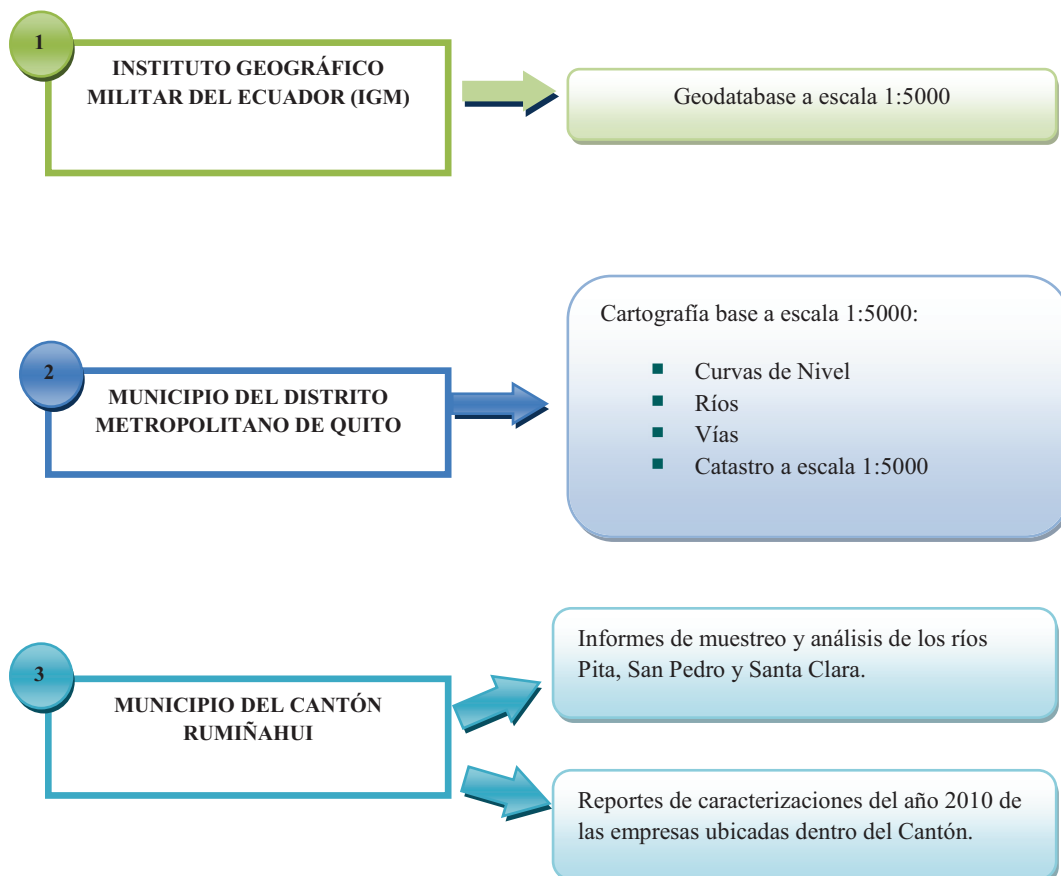 1
INSTITUTO GEOGRÁFICO
MILITAR DEL ECUADOR (IGM)
Geodatabase a escala 1:5000
2
MUNICIPIO DEL DISTRITO
METROPOLITANO DE QUITO
Cartografía base a escala 1:5000:
Curvas de Nivel
Ríos
Vías
Catastro a escala 1:5000
3
MUNICIPIO DEL CANTÓN
RUMIÑAHUI
Informes de muestreo y análisis de los ríos
Pita, San Pedro y Santa Clara.
Reportes de caracterizaciones del año 2010 de
las empresas ubicadas dentro del Cantón.